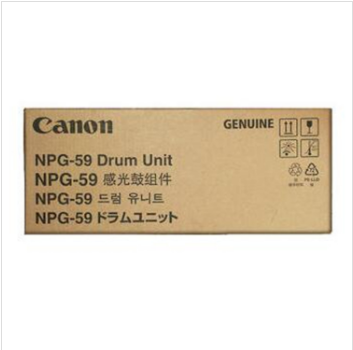 Canon
GENUINE
NPG-59 Drum Unit
NPG-59 感光鼓组件
NPG-59 드럼 유니트
NPG-59 ドラムユニット